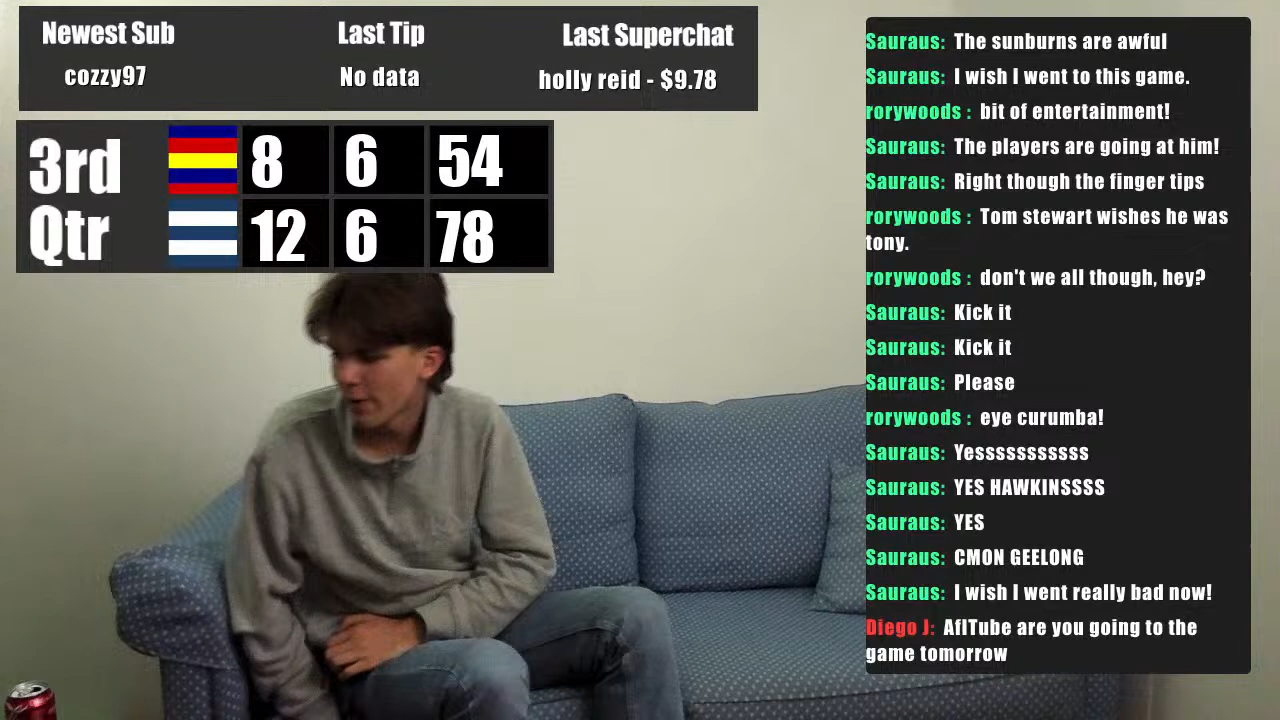 Newest Sub
Last Tip
Last Superchat
cozzy97
No data
holly reid - $9.78
3rd
8 6 54
Qtr
12 6 78
Sauraus: The sunburns are awful
Sauraus: I wish I went to this game.
rorywoods : bit of entertainment!
Sauraus: The players are going at him!
Sauraus: Right though the finger tips
rorywoods : Tom stewart wishes he was
tony.
rorywoods : don't we all though, hey?
Sauraus: Kick it
Sauraus: Kick it
Sauraus: Please
rorywoods : eye curumba!
Sauraus: Yesssssssssss
Sauraus: YES HAWKINSSSS
Sauraus: YES
Sauraus: CMON GEELONG
Sauraus: I wish I went really bad now!
Diego J: AflTube are you going to the
game tomorrow